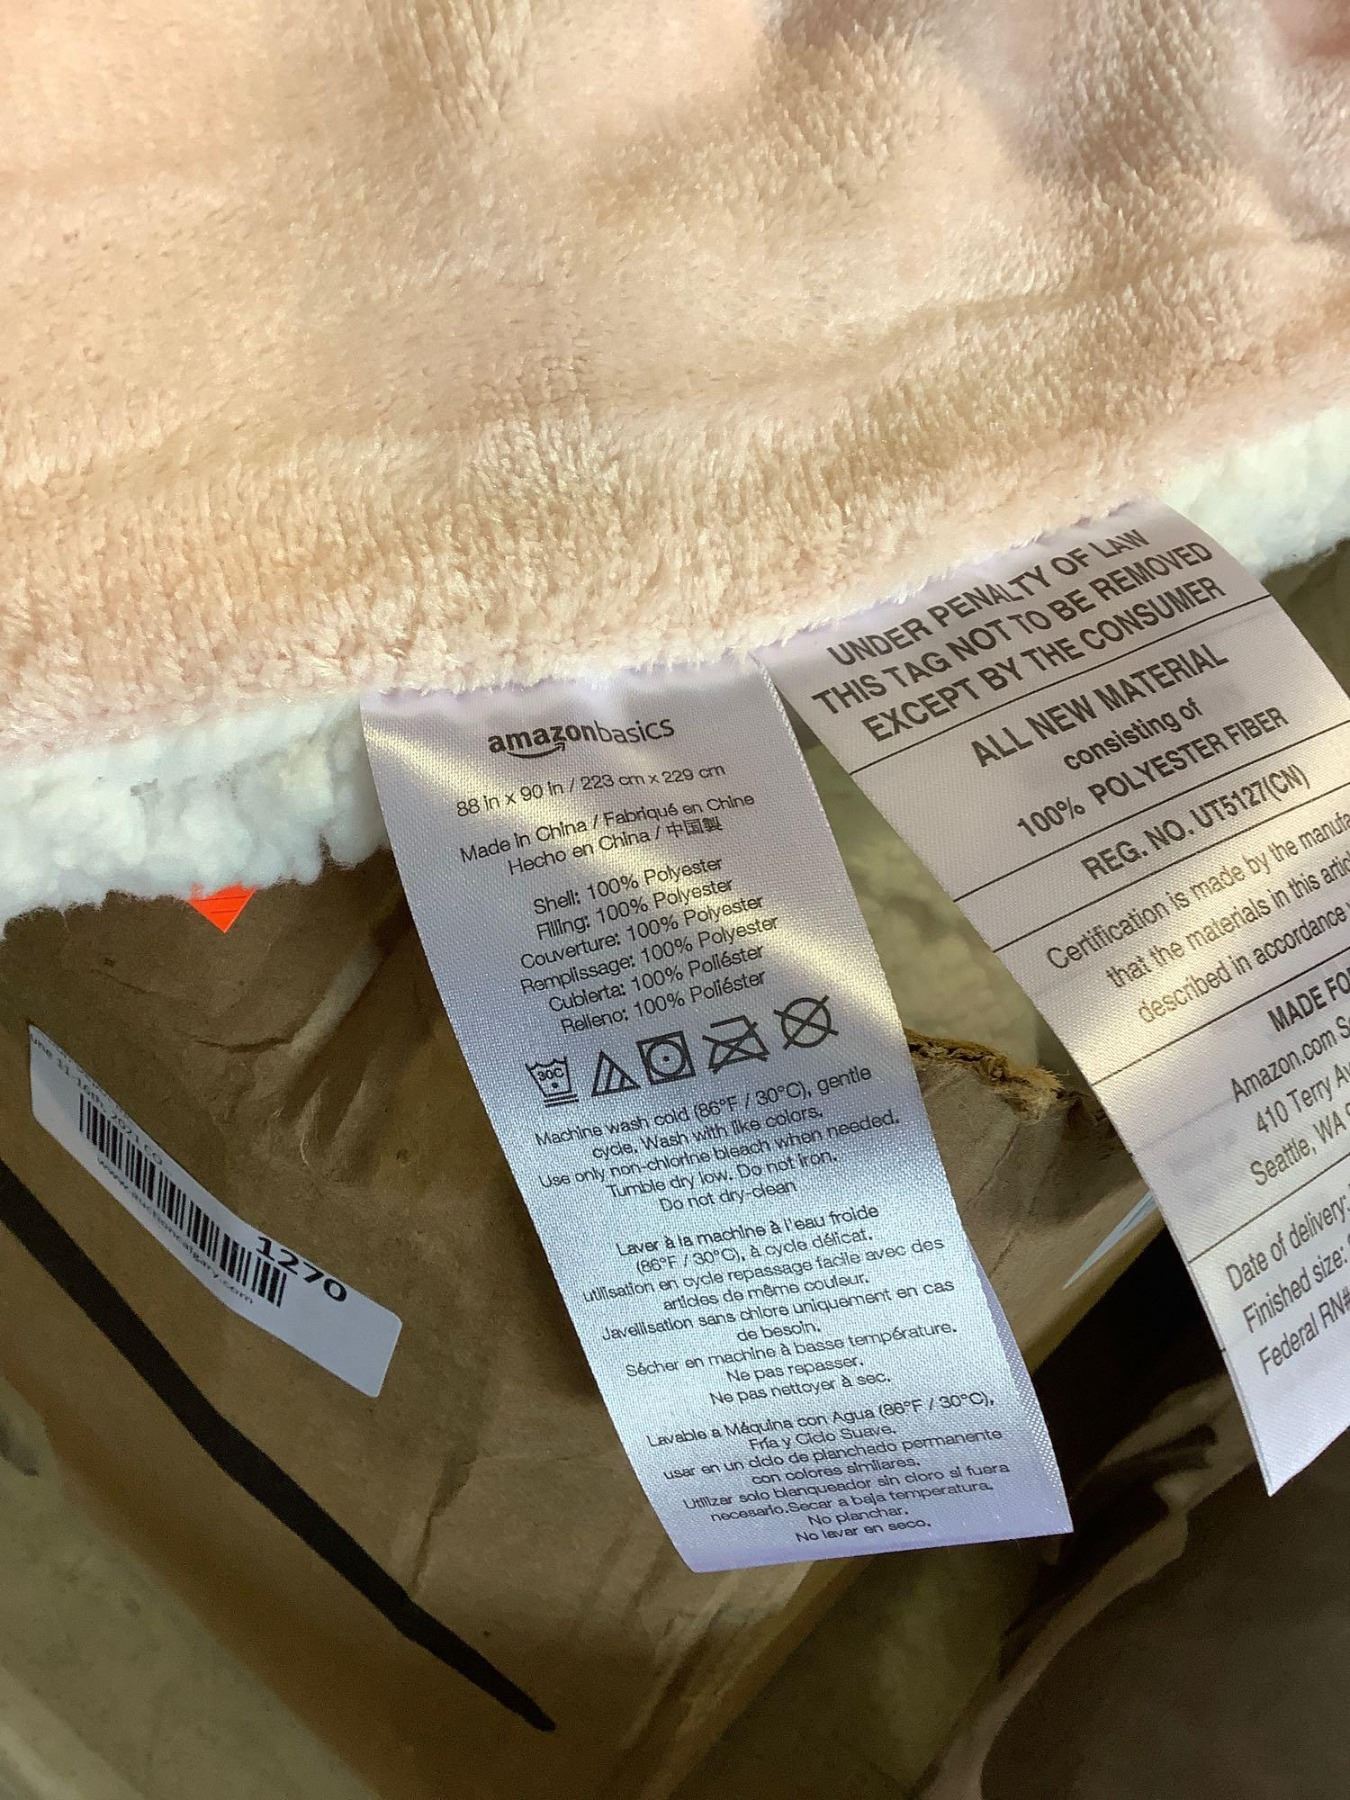 amazonbasics
88 in x 90 in / 223 cm x 229 cm
Made in China / Fabriqué en Chine
Hecho en China / 中国製
Shell: 100% Polyester
Filling: 100% Polyester
Couverture: 100% Polyester
Remplissage: 100% Polyester
Cubierta: 100% Poliéster
Relleno: 100% Poliéster
30C
Machine wash cold (86°F / 30°C), gentle
cycle. Wash with like colors.
Use only non-chlorine bleach when needed.
Tumble dry low. Do not iron.
Do not dry-clean
Laver à la machine à l'eau froide
(86°F / 30°C), à cycle délicat.
utilisation en cycle repassage facile avec des
articles de même couleur.
Javellisation sans chlore uniquement en cas
de besoin.
Sécher en machine à basse température.
Ne pas repasser.
Ne pas nettoyer à sec.
Lavable a Máquina con Agua (86°F / 30°C),
Fría y Ciclo Suave.
usar en un ciclo de planchado permanente
con colores similares.
Utilizar solo blanqueador sin cloro si fuera
necesario.Secar a baja temperatura.
No planchar.
No lavar en seco.
UNDER PENALTY OF LAW
THIS TAG NOT TO BE REMOVED
EXCEPT BY THE CONSUMER
ALL NEW MATERIAL
consisting of
100% POLYESTER FIBER
REG. NO. UT5127(CN)
Certification is made by the manufa
that the materials in this artic
described in accordance
MADE FO
Amazon.com S
410 Terry Av
Seattle, WA
Date of delivery:
Finished size:
Federal RN#
2021 CO
www.auctioncalgary.com
1270